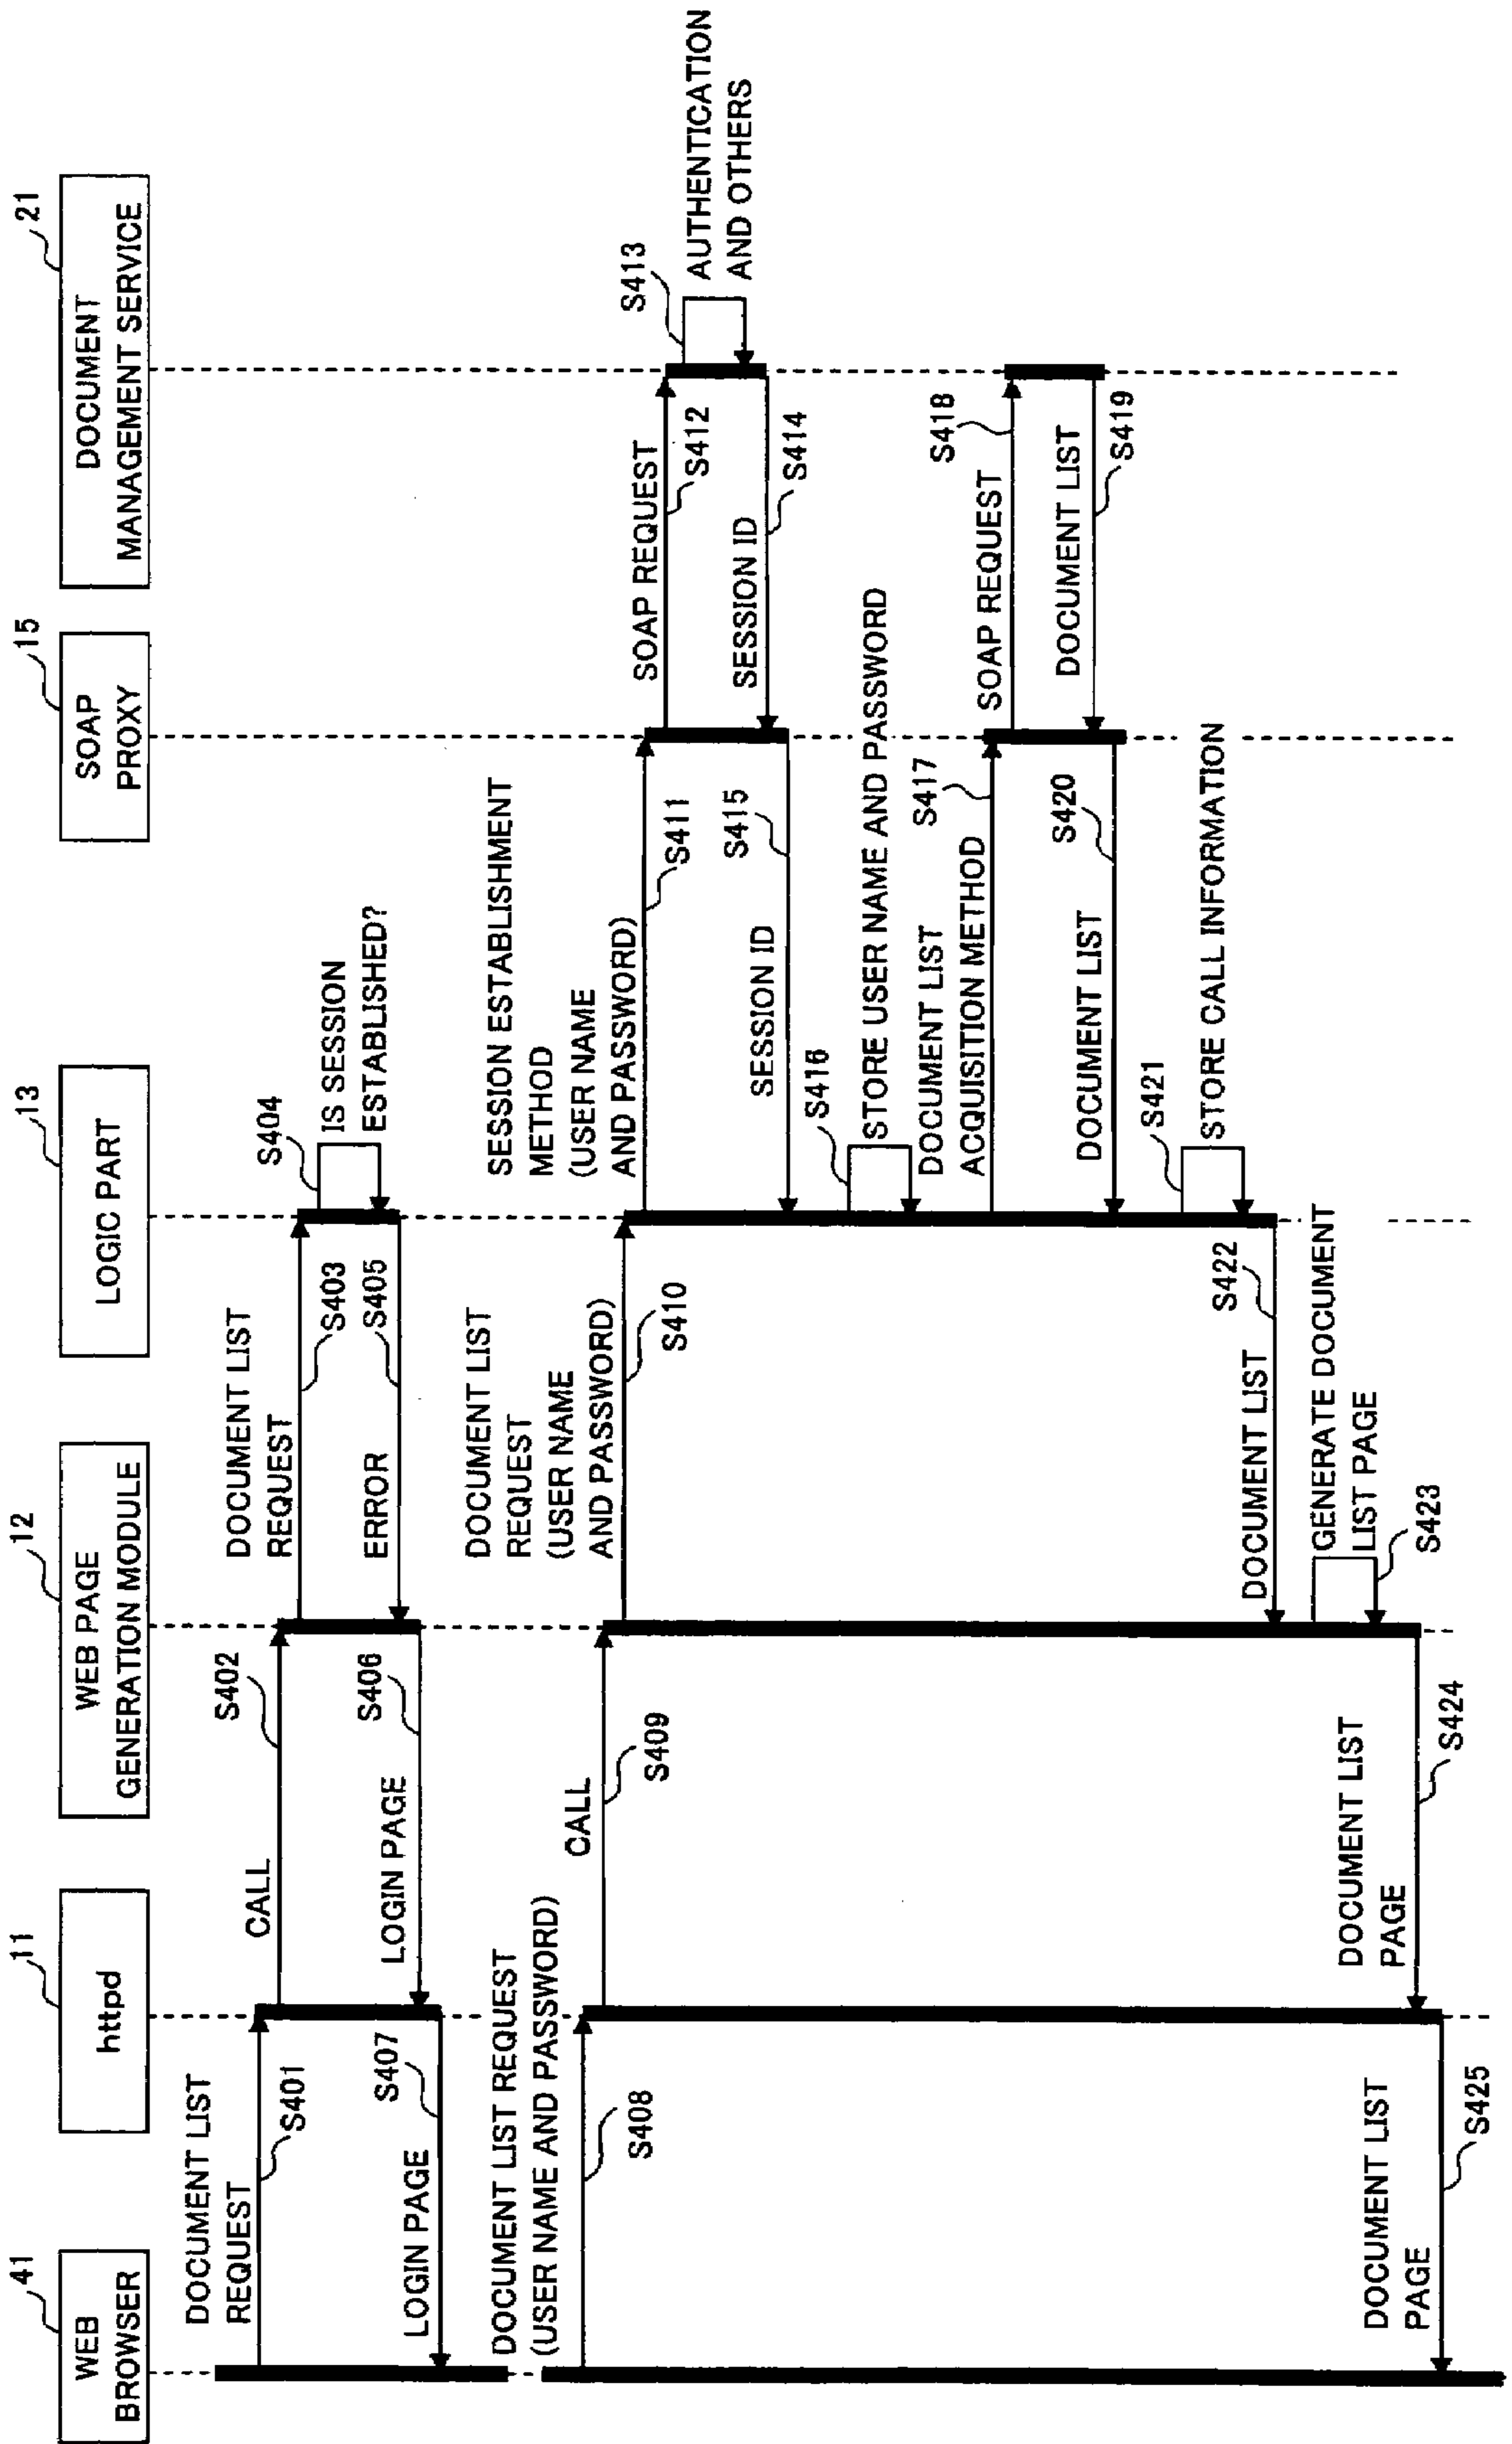 41
WEB
BROWSER
11
httpd
12
WEB PAGE
GENERATION MODULE
13
LOGIC PART
15
SOAP
PROXY
21
DOCUMENT
MANAGEMENT SERVICE
DOCUMENT LIST
REQUEST
S401
CALL
S402
DOCUMENT LIST
REQUEST
S403
S404
IS SESSION
ESTABLISHED?
S405
ERROR
S406
LOGIN PAGE
S407
LOGIN PAGE
DOCUMENT LIST REQUEST
(USER NAME AND PASSWORD)
S408
CALL
S409
DOCUMENT LIST
REQUEST
(USER NAME
AND PASSWORD)
S410
SESSION ESTABLISHMENT
METHOD
(USER NAME
AND PASSWORD)
S411
SOAP REQUEST
S412
S413
AUTHENTICATION
AND OTHERS
SESSION ID
S414
S415
SESSION ID
S416
STORE USER NAME AND PASSWORD
DOCUMENT LIST
ACQUISITION METHOD
S417
SOAP REQUEST
S418
DOCUMENT LIST
S419
DOCUMENT LIST
S420
S421
STORE CALL INFORMATION
DOCUMENT LIST
S422
GENERATE DOCUMENT
LIST PAGE
S423
DOCUMENT LIST
PAGE
S424
DOCUMENT LIST
PAGE
S425